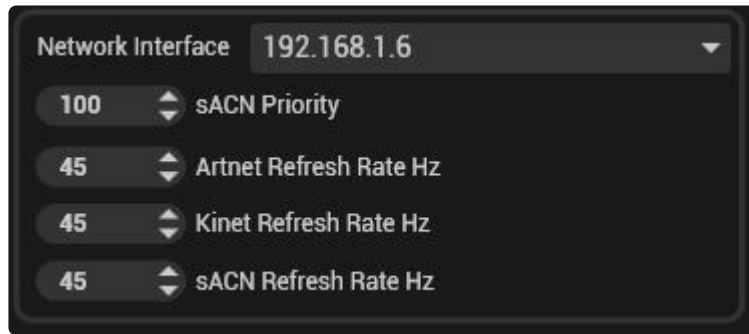 Network Interface 192.168.1.6
100 sACN Priority
45 Artnet Refresh Rate Hz
45 Kinet Refresh Rate Hz
45 sACN Refresh Rate Hz